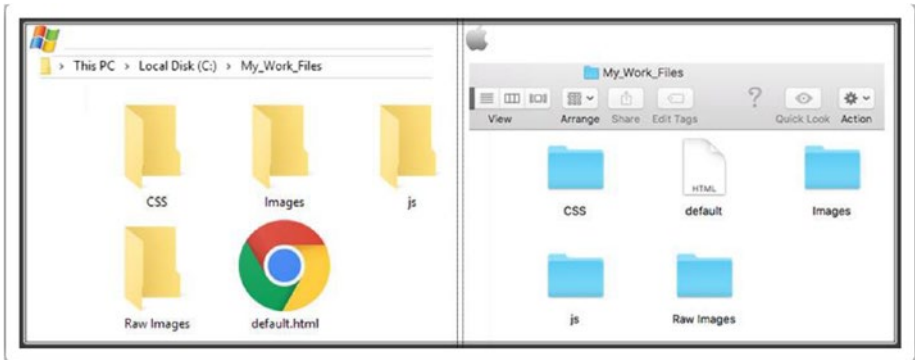 This PC > Local Disk (C:) > My_Work_Files
CSS Images js
Raw Images default.html
My_Work_Files
View Arrange Share Edit Tags ? Quick Look Action
HTML
CSS default Images
js Raw Images